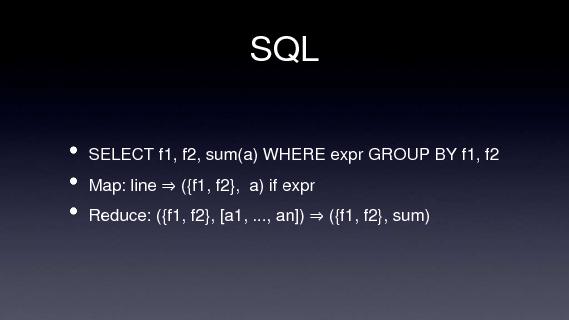 SQL
• SELECT f1, f2, sum(a) WHERE expr GROUP BY f1, f2
• Map: line ⇒ ({f1, f2}, a) if expr
• Reduce: ({f1, f2}, [a1, ..., an]) ⇒ ({f1, f2}, sum)